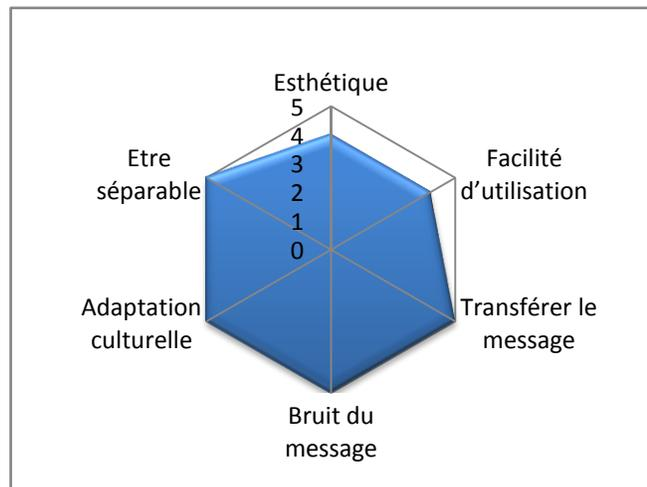 Esthétique
5
4
3
2
1
0
Facilité
d’utilisation
Transférer le
message
Bruit du
message
Adaptation
culturelle
Etre
séparable